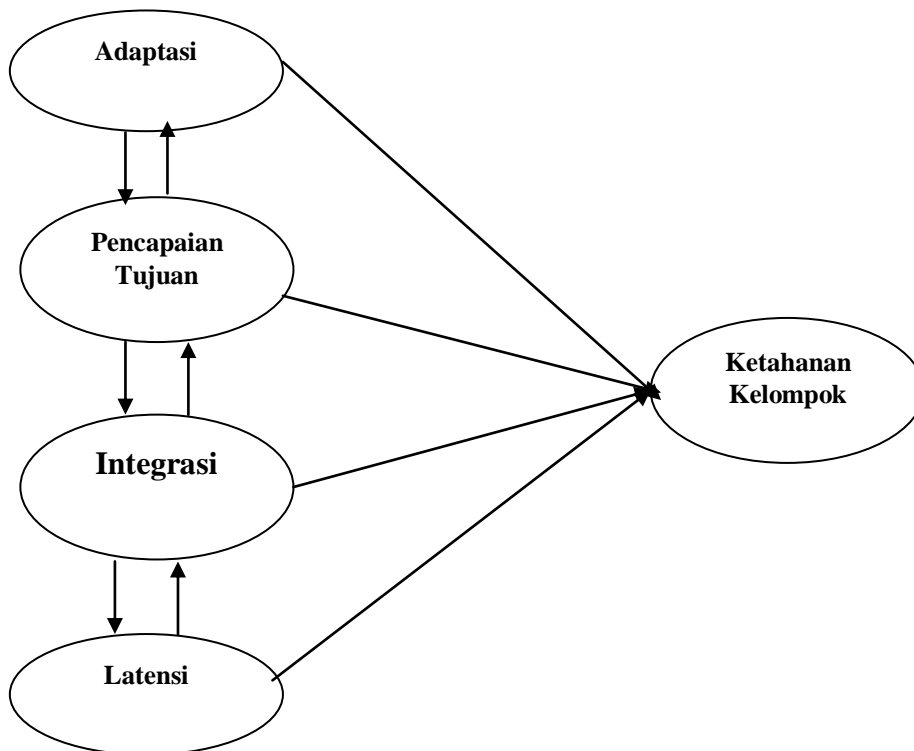 Adaptasi
Pencapaian
Tujuan
Ketahanan
Kelompok
Integrasi
Latensi